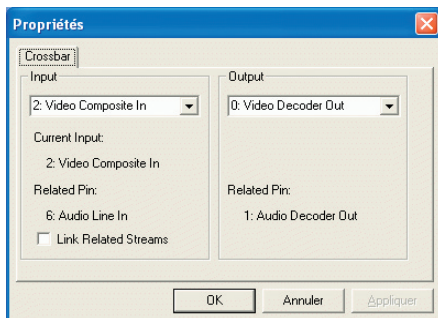 Propriétés
Crossbar
Input
2: Video Composite In
Current Input:
2: Video Composite In
Related Pin:
6: Audio Line In
Link Related Streams
Output
0: Video Decoder Out
Related Pin:
1: Audio Decoder Out
OK
Annuler
Appliquer